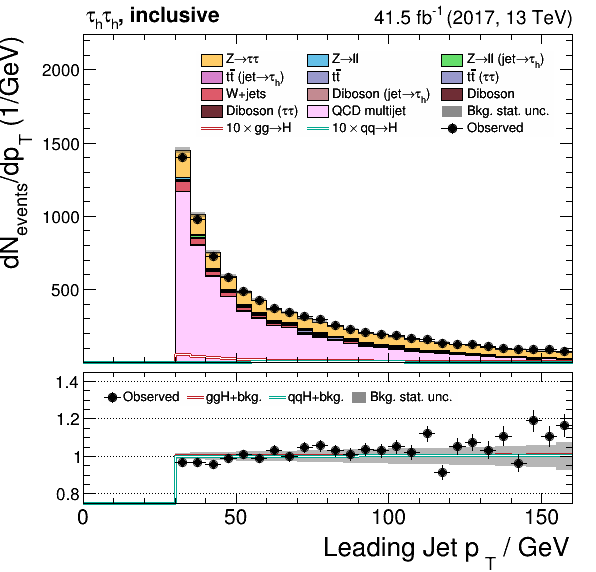 τhτh, inclusive 41.5 fb⁻¹ (2017, 13 TeV)
dNevents/dpT (1/GeV)
2000
1500
1000
500
Z→ττ Z→ll Z→ll (jet→τh)
tt̄ (jet→τh) tt̄ tt̄ (ττ)
W+jets Diboson (jet→τh) Diboson
Diboson (ττ) QCD multijet Bkg. stat. unc.
10 × gg→H 10 × qq→H Observed
1.4
1.2
1
0.8
Observed ggH+bkg. qqH+bkg. Bkg. stat. unc.
0 50 100 150
Leading Jet pT / GeV